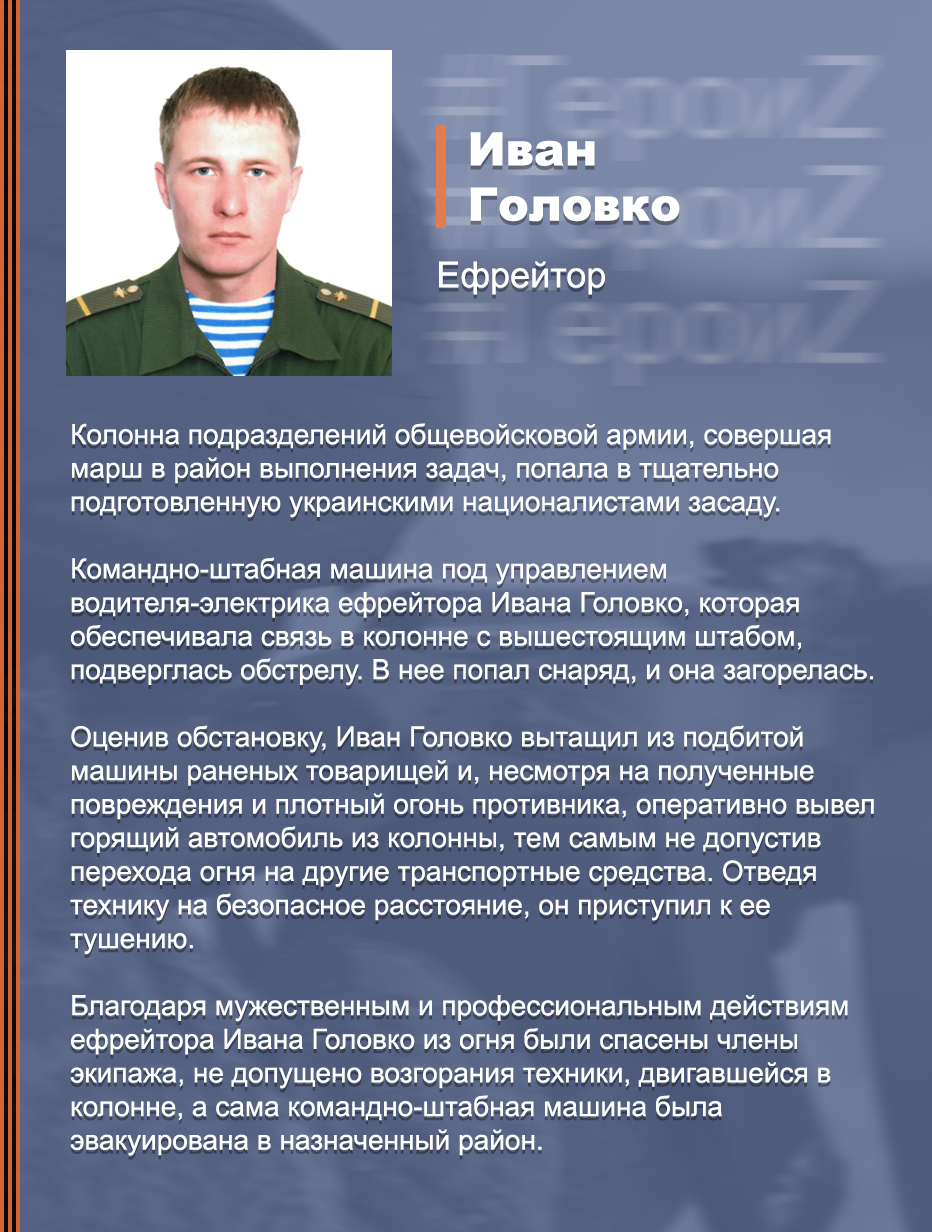 #ГероиZ
Иван
#ГероиZ
Головко
Ефрейтор
#ГероиZ
Колонна подразделений общевойсковой армии, совершая
марш в район выполнения задач, попала в тщательно
подготовленную украинскими националистами засаду.
Командно-штабная машина под управлением
водителя-электрика ефрейтора Ивана Головко, которая
обеспечивала связь в колонне с вышестоящим штабом,
подверглась обстрелу. В нее попал снаряд, и она загорелась.
Оценив обстановку, Иван Головко вытащил из подбитой
машины раненых товарищей и, несмотря на полученные
повреждения и плотный огонь противника, оперативно вывел
горящий автомобиль из колонны, тем самым не допустив
перехода огня на другие транспортные средства. Отведя
технику на безопасное расстояние, он приступил к ее
тушению.
Благодаря мужественным и профессиональным действиям
ефрейтора Ивана Головко из огня были спасены члены
экипажа, не допущено возгорания техники, двигавшейся в
колонне, а сама командно-штабная машина была
эвакуирована в назначенный район.